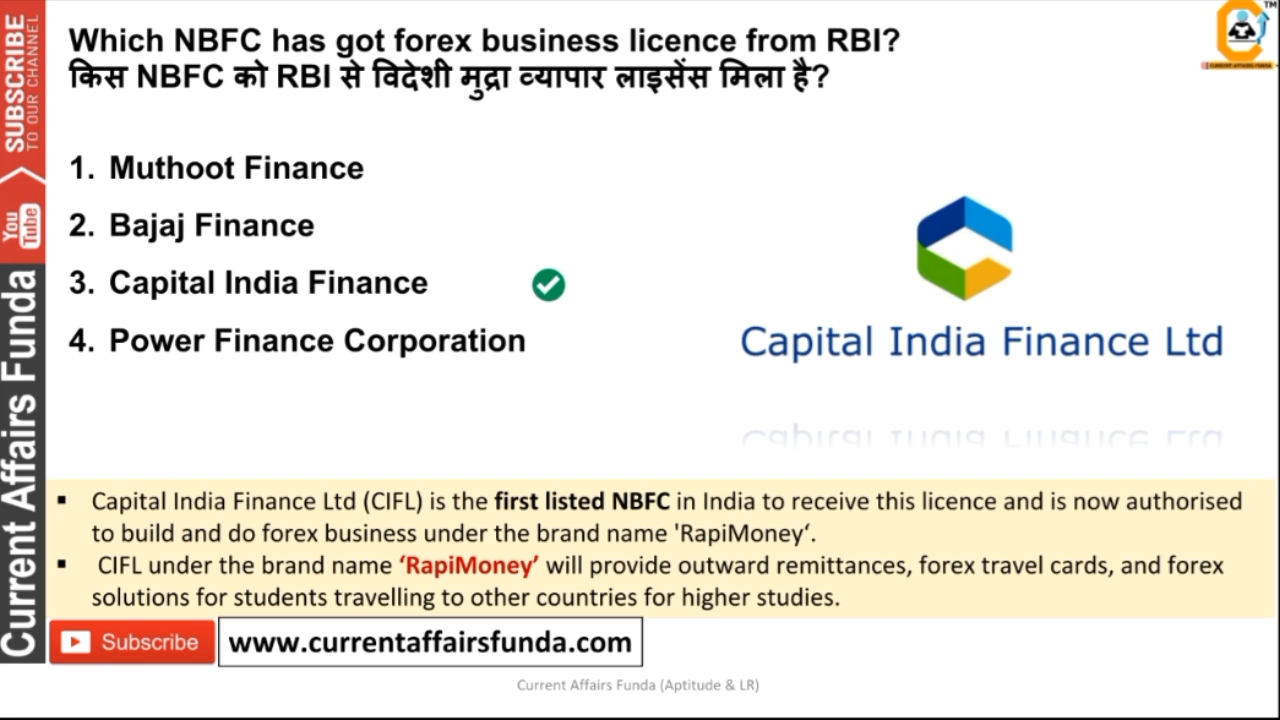 Which NBFC has got forex business licence from RBI?
किस NBFC को RBI से विदेशी मुद्रा व्यापार लाइसेंस मिला है?
1. Muthoot Finance
2. Bajaj Finance
3. Capital India Finance
4. Power Finance Corporation
Capital India Finance Ltd
▪ Capital India Finance Ltd (CIFL) is the first listed NBFC in India to receive this licence and is now authorised
to build and do forex business under the brand name 'RapiMoney‘.
▪ CIFL under the brand name ‘RapiMoney’ will provide outward remittances, forex travel cards, and forex
solutions for students travelling to other countries for higher studies.
Subscribe
www.currentaffairsfunda.com
Current Affairs Funda (Aptitude & LR)
SUBSCRIBE
TO OUR CHANNEL
You Tube
Current Affairs Funda
TM
CURRENT AFFAIRS FUNDA